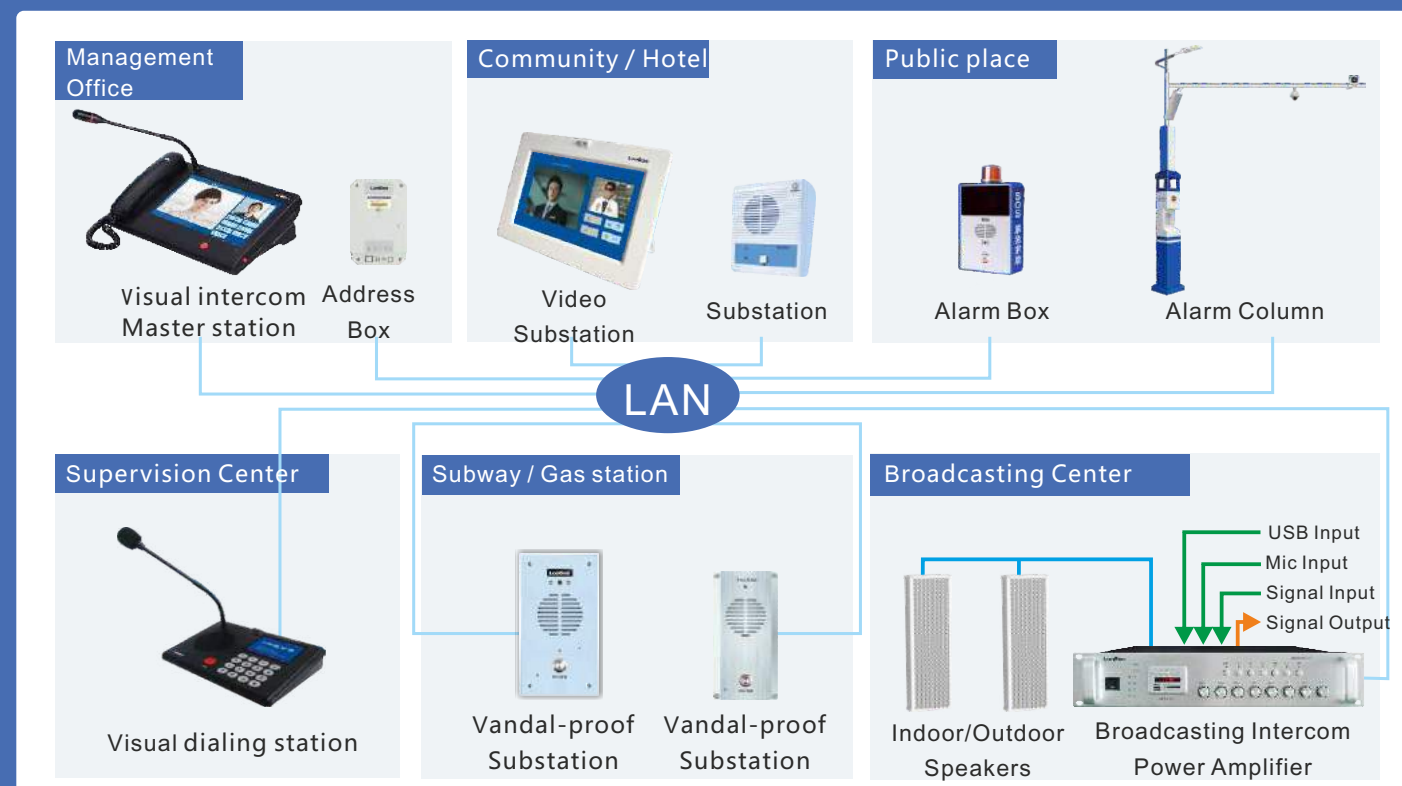 Management
Office
Community / Hotel
Public place
Visual intercom
Master station
Address
Box
Video
Substation
Substation
Alarm Box
Alarm Column
LAN
Supervision Center
Subway / Gas station
Broadcasting Center
USB Input
Mic Input
Signal Input
Signal Output
Visual dialing station
Vandal-proof
Substation
Vandal-proof
Substation
Indoor/Outdoor
Speakers
Broadcasting Intercom
Power Amplifier